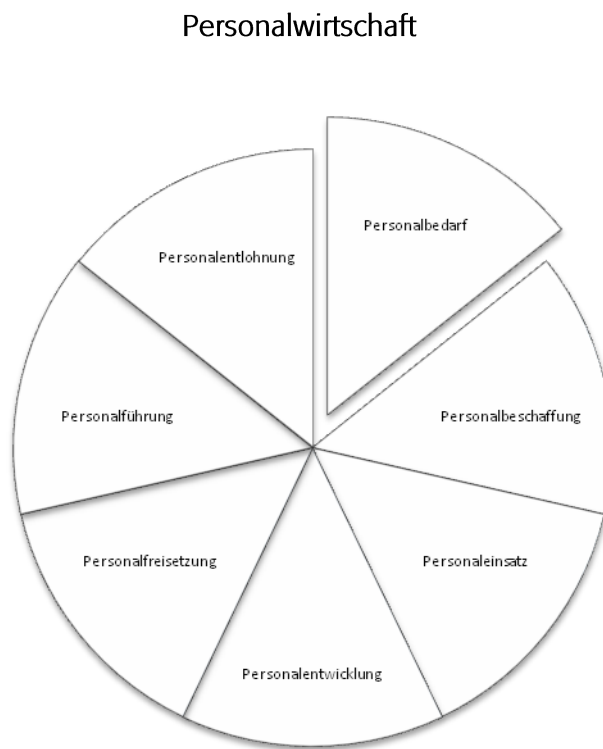 Personalwirtschaft
Personalbedarf
Personalentlohnung
Personalführung
Personalbeschaffung
Personalfreisetzung
Personaleinsatz
Personalentwicklung